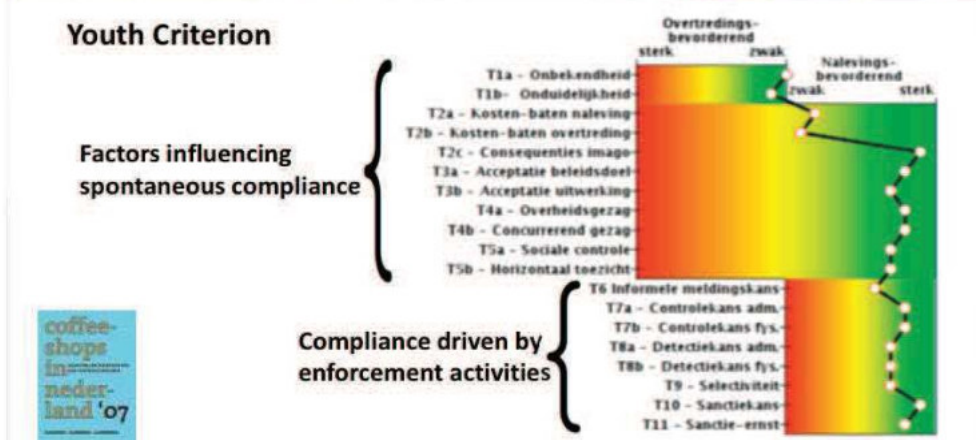 Youth Criterion
Overtredings-
bevorderend
sterk zwak
Nalevings-
bevorderend
zwak sterk
T1a - Onbekendheid
T1b- Onduidelijkheid
T2a - Kosten-baten naleving
T2b - Kosten-baten overtreding
T2c - Consequenties imago
T3a - Acceptatie beleidsdoel
T3b - Acceptatie uitwerking
T4a - Overheidsgezag
T4b - Concurrerend gezag
T5a - Sociale controle
T5b - Horizontaal toezicht
Factors influencing
spontaneous compliance
T6 Informele meldingskans
T7a - Controlekans adm.
T7b - Controlekans fys.
T8a - Detectiekans adm.
T8b - Detectiekans fys.
T9 - Selectiviteit
T10 - Sanctiekans
T11 - Sanctie-ernst
Compliance driven by
enforcement activities
coffee-
shops
in
neder-
land '07